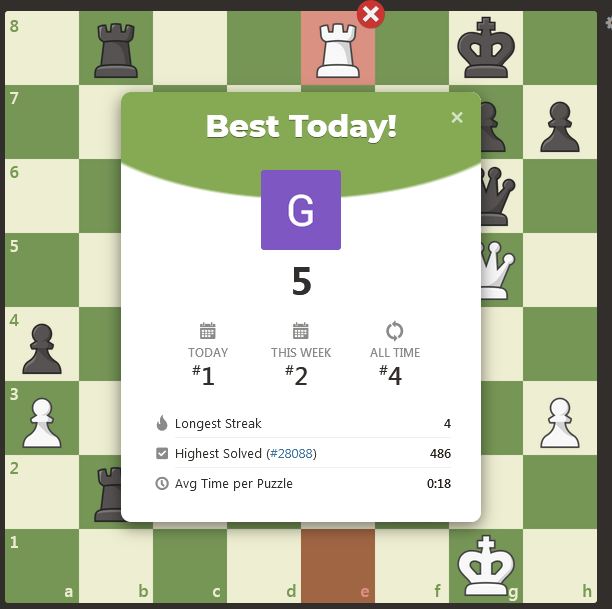 8
Best Today!
×
7
6
G
5
5
TODAY
THIS WEEK
ALL TIME
#1
#2
#4
4
3
Longest Streak
4
Highest Solved (#28088)
486
Avg Time per Puzzle
0:18
2
1
a b c d e f g h